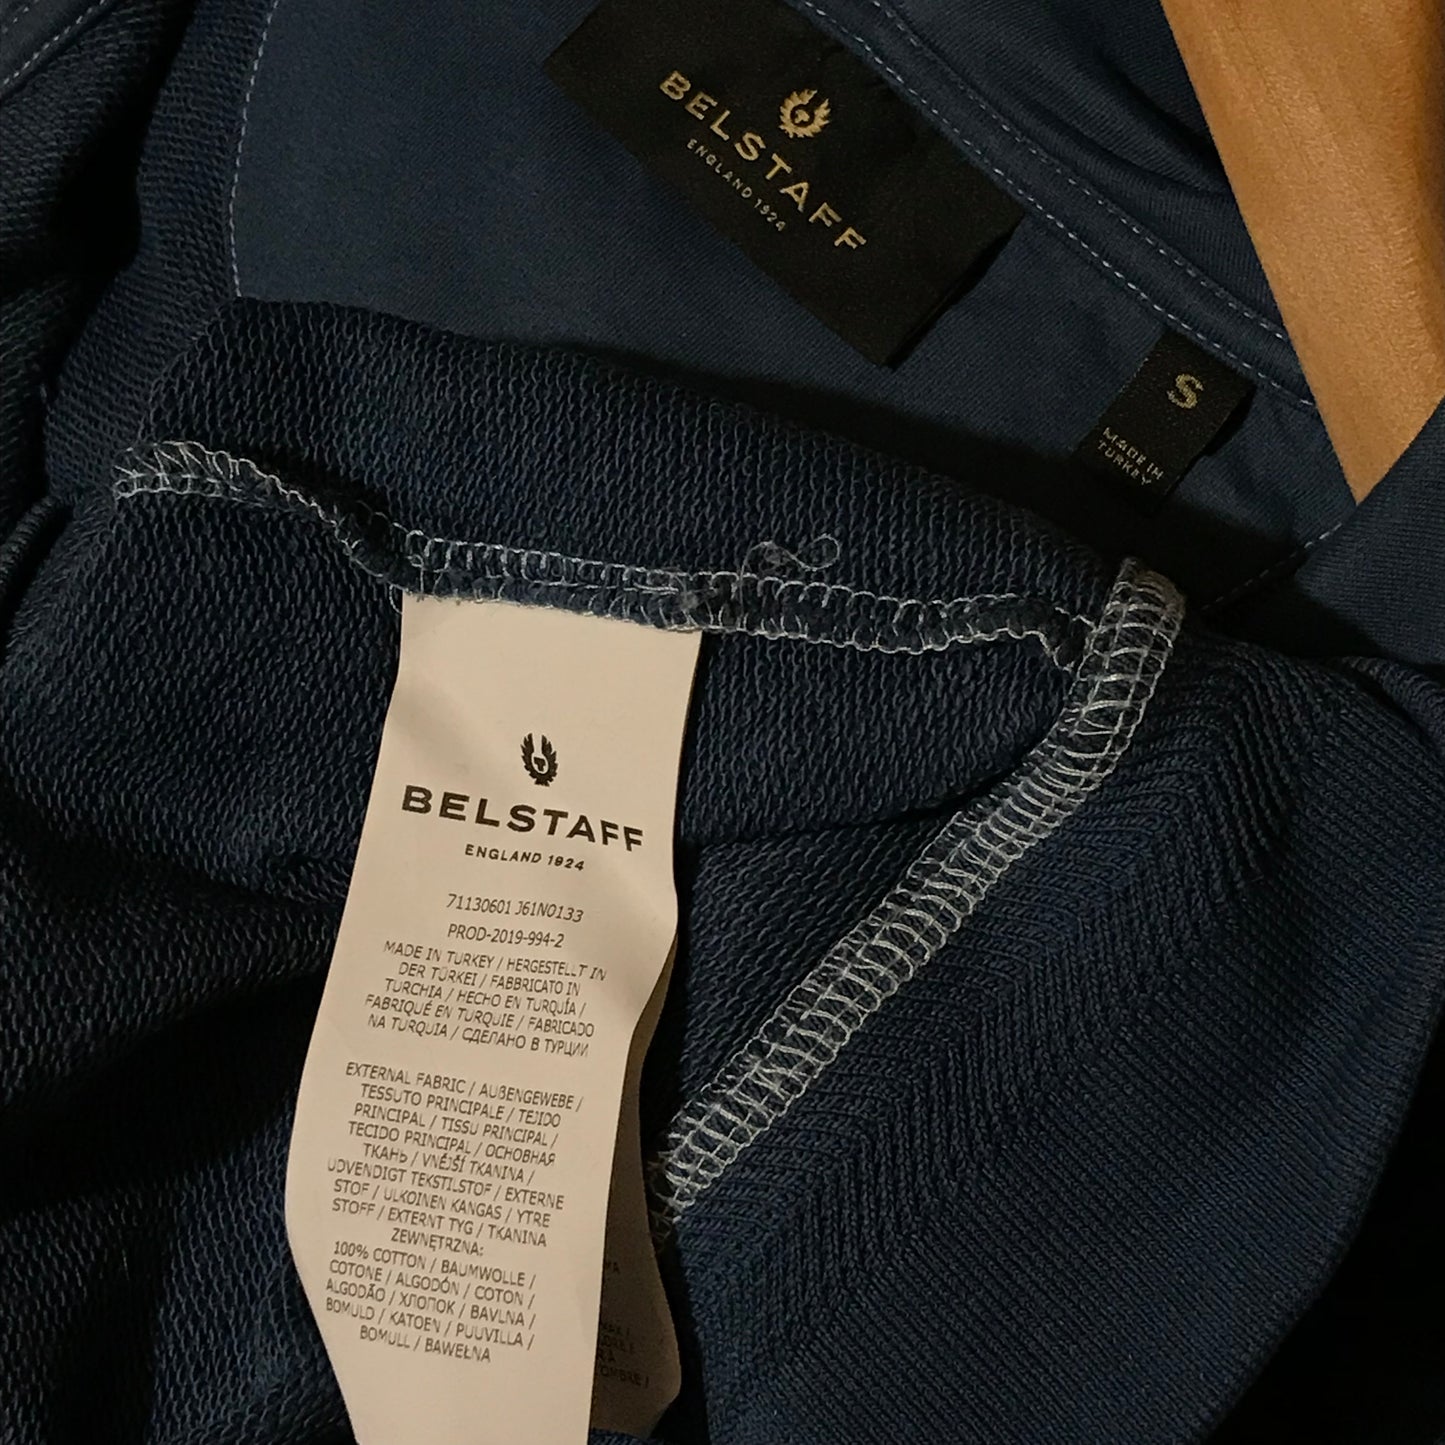 BELSTAFF
ENGLAND 1924
S
MADE IN
TURKEY
BELSTAFF
ENGLAND 1924
71130601 J61N0133
PROD-2019-994-2
MADE IN TURKEY / HERGESTELLT IN
DER TÜRKEI / FABBRICATO IN
TURCHIA / HECHO EN TURQUÍA /
FABRIQUÉ EN TURQUIE / FABRICADO
NA TURQUIA / СДЕЛАНО В ТУРЦИИ
EXTERNAL FABRIC / AUßENGEWEBE /
TESSUTO PRINCIPALE / TEJIDO
PRINCIPAL / TISSU PRINCIPAL /
TECIDO PRINCIPAL / ОСНОВНАЯ
ТКАНЬ / VNĚJŠÍ TKANINA /
UDVENDIGT TEKSTILSTOF / EXTERNE
STOF / ULKOINEN KANGAS / YTRE
STOFF / EXTERNT TYG / TKANINA
ZEWNĘTRZNA:
100% COTTON / BAUMWOLLE /
COTONE / ALGODÓN / COTON /
ALGODÃO / ХЛОПОК / BAVLNA /
BOMULD / KATOEN / PUUVILLA /
BOMULL / BAWEŁNA